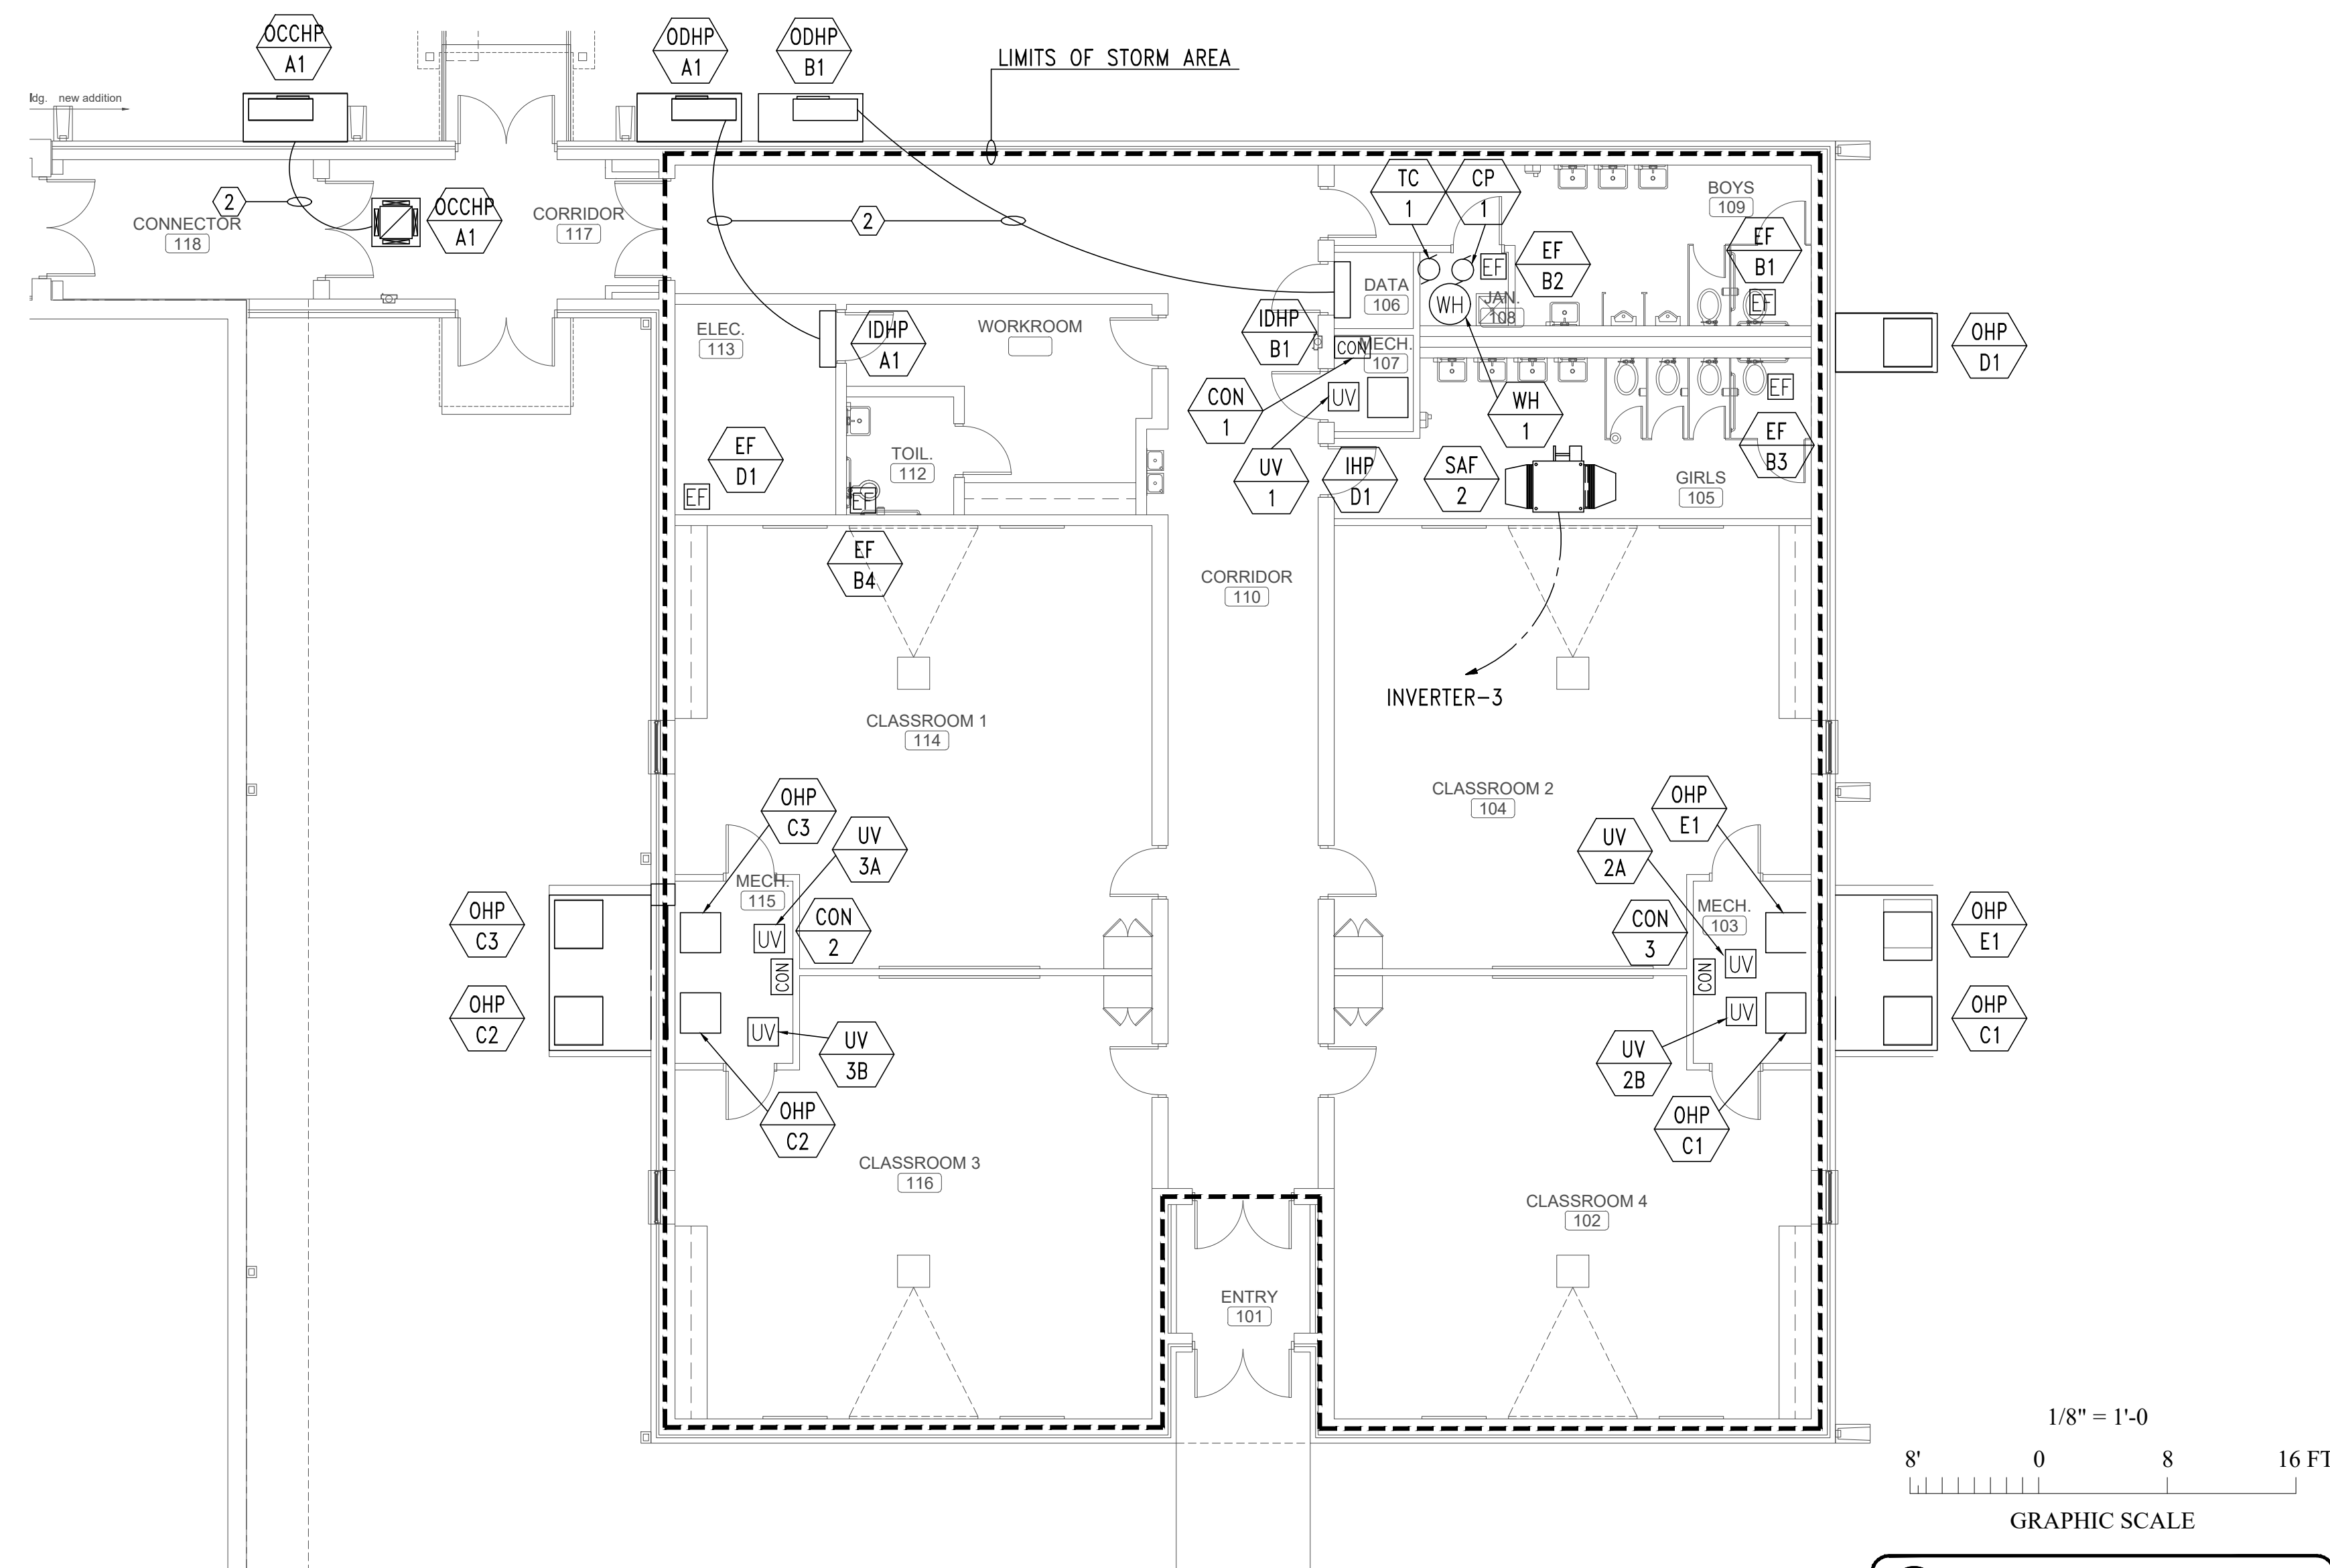 OCCHP
A1
ODHP
A1
ODHP
B1
LIMITS OF STORM AREA
ldg. new addition
TC
1
CP
1
2
CONNECTOR
118
OCCHP
A1
CORRIDOR
117
2
BOYS
109
EF
B2
EF
EF
B1
EF
DATA
106
WH
JAN.
108
ELEC.
113
IDHP
A1
WORKROOM
IDHP
B1
CON
MECH.
107
OHP
D1
CON
1
UV
WH
1
EF
EF
D1
EF
TOIL.
112
EF
UV
1
IHP
D1
SAF
2
GIRLS
105
EF
B3
EF
B4
CORRIDOR
110
INVERTER-3
CLASSROOM 1
114
CLASSROOM 2
104
OHP
C3
UV
3A
OHP
E1
UV
2A
MECH.
115
MECH.
103
OHP
C3
CON
2
UV
CON
CON
3
UV
CON
OHP
E1
OHP
C2
UV
UV
3B
UV
UV
2B
OHP
C1
OHP
C2
OHP
C1
CLASSROOM 3
116
CLASSROOM 4
102
ENTRY
101
1/8" = 1'-0
8' 0 8 16 FT
GRAPHIC SCALE